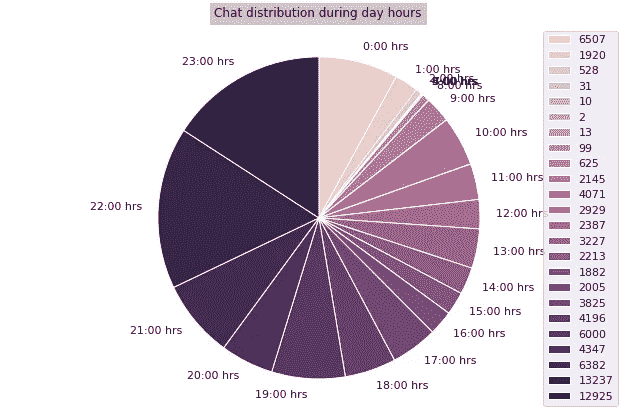 Chat distribution during day hours
0:00 hrs
1:00 hrs
8:00 hrs
9:00 hrs
10:00 hrs
11:00 hrs
12:00 hrs
13:00 hrs
14:00 hrs
15:00 hrs
16:00 hrs
17:00 hrs
18:00 hrs
19:00 hrs
20:00 hrs
21:00 hrs
22:00 hrs
23:00 hrs
6507
1920
528
31
10
2
13
99
625
2145
4071
2929
2387
3227
2213
1882
2005
3825
4196
6000
4347
6382
13237
12925